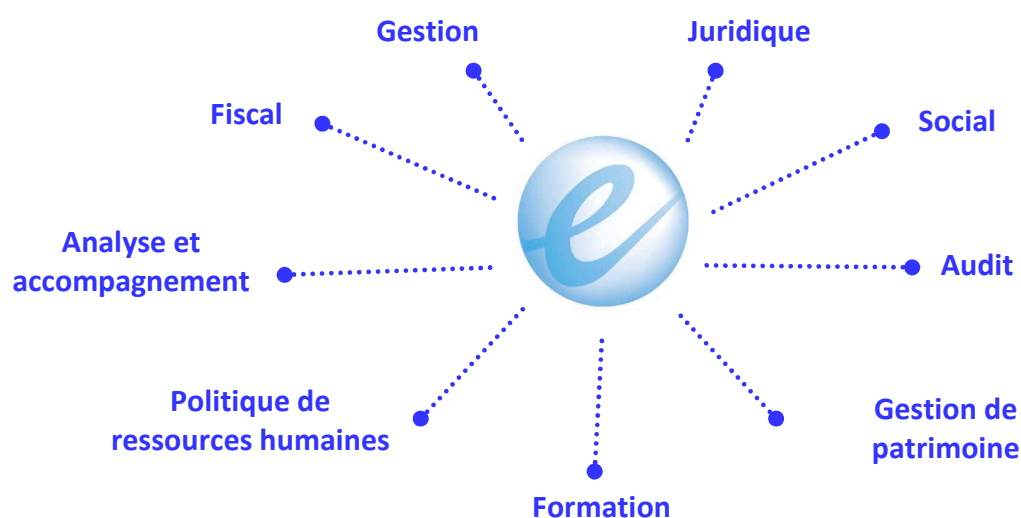 Gestion
Juridique
Fiscal
Social
Analyse et
accompagnement
Audit
Politique de
ressources humaines
Gestion de
patrimoine
Formation
e